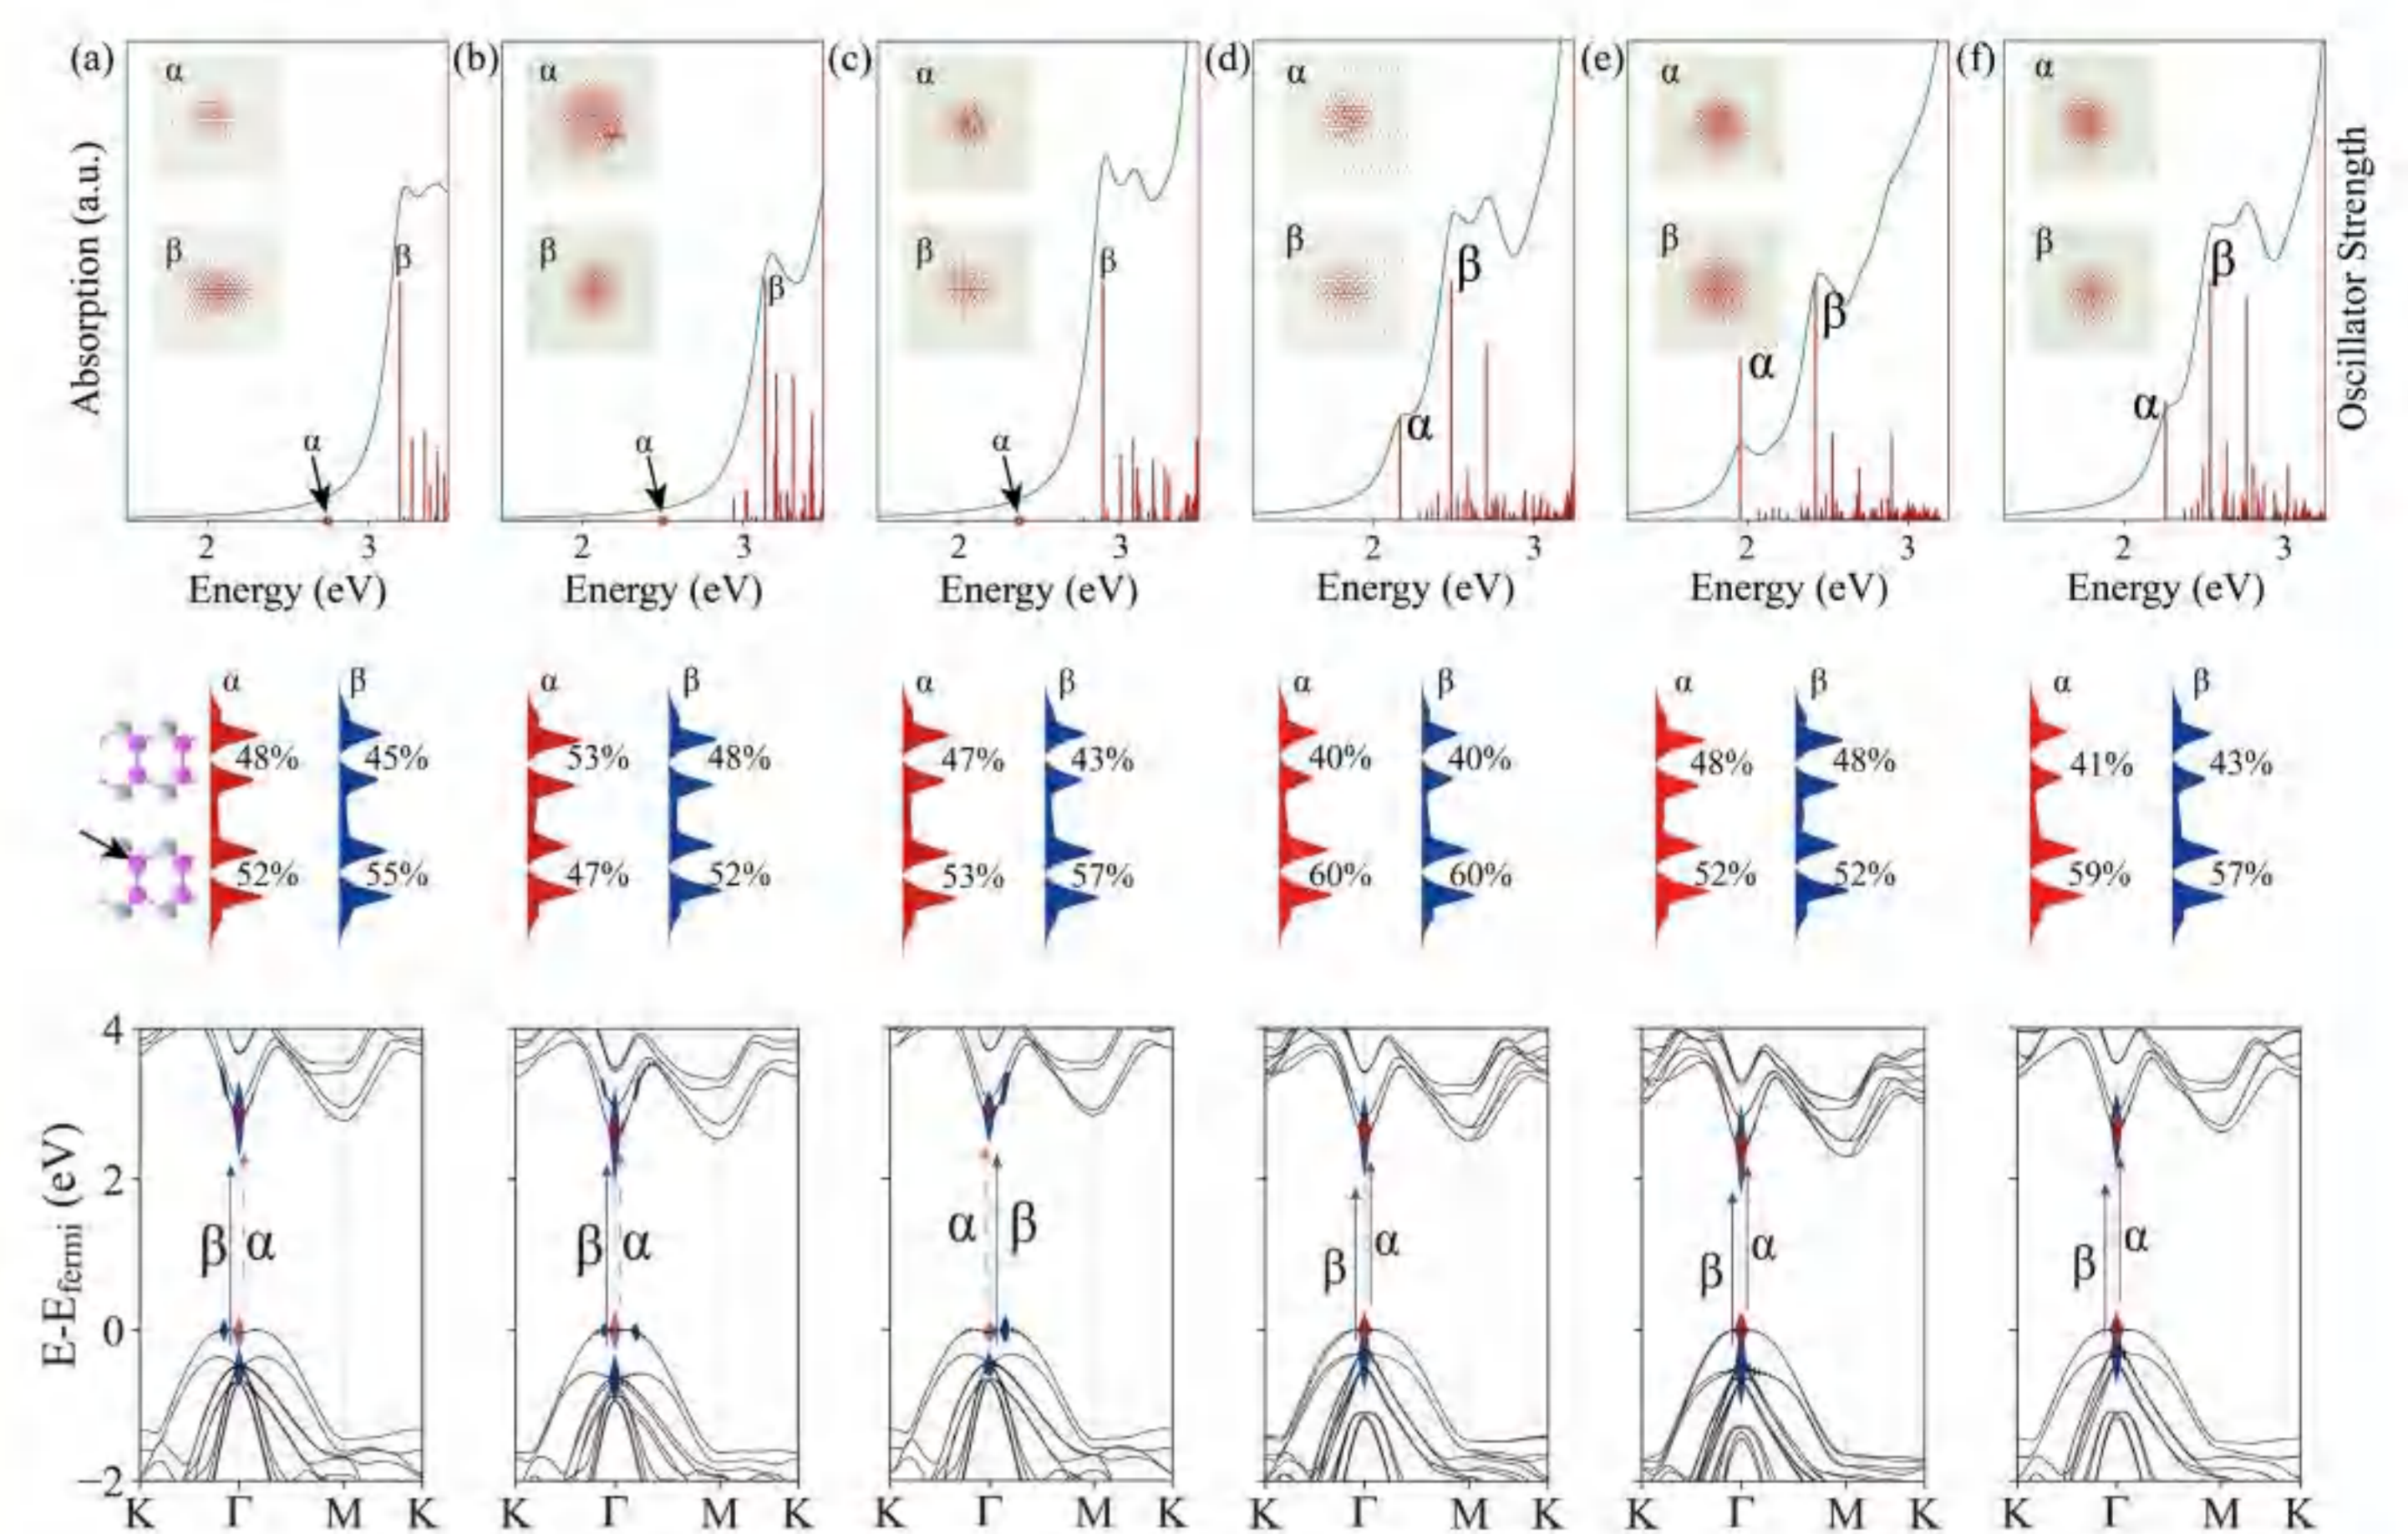 (a) (b) (c) (d) (e) (f)
α α α α α α
β β β β β β
Absorption (a.u.)
Oscillator Strength
β β β β β β
α α α α α α
2 3 2 3 2 3 2 3 2 3 2 3
Energy (eV) Energy (eV) Energy (eV) Energy (eV) Energy (eV) Energy (eV)
α β α β α β α β α β α β
48% 45% 53% 48% 47% 43% 40% 40% 48% 48% 41% 43%
52% 55% 47% 52% 53% 57% 60% 60% 52% 52% 59% 57%
E-Efermi (eV)
4
2
β α β α α β β α β α β α
0
−2
K Γ M K K Γ M K K Γ M K K Γ M K K Γ M K K Γ M K